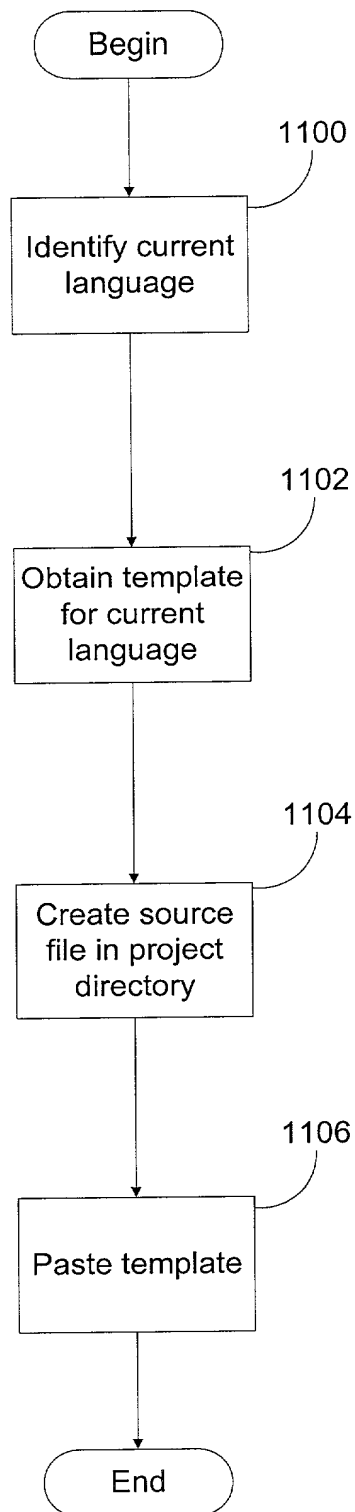 Begin
1100
Identify current
language
1102
Obtain template
for current
language
1104
Create source
file in project
directory
1106
Paste template
End